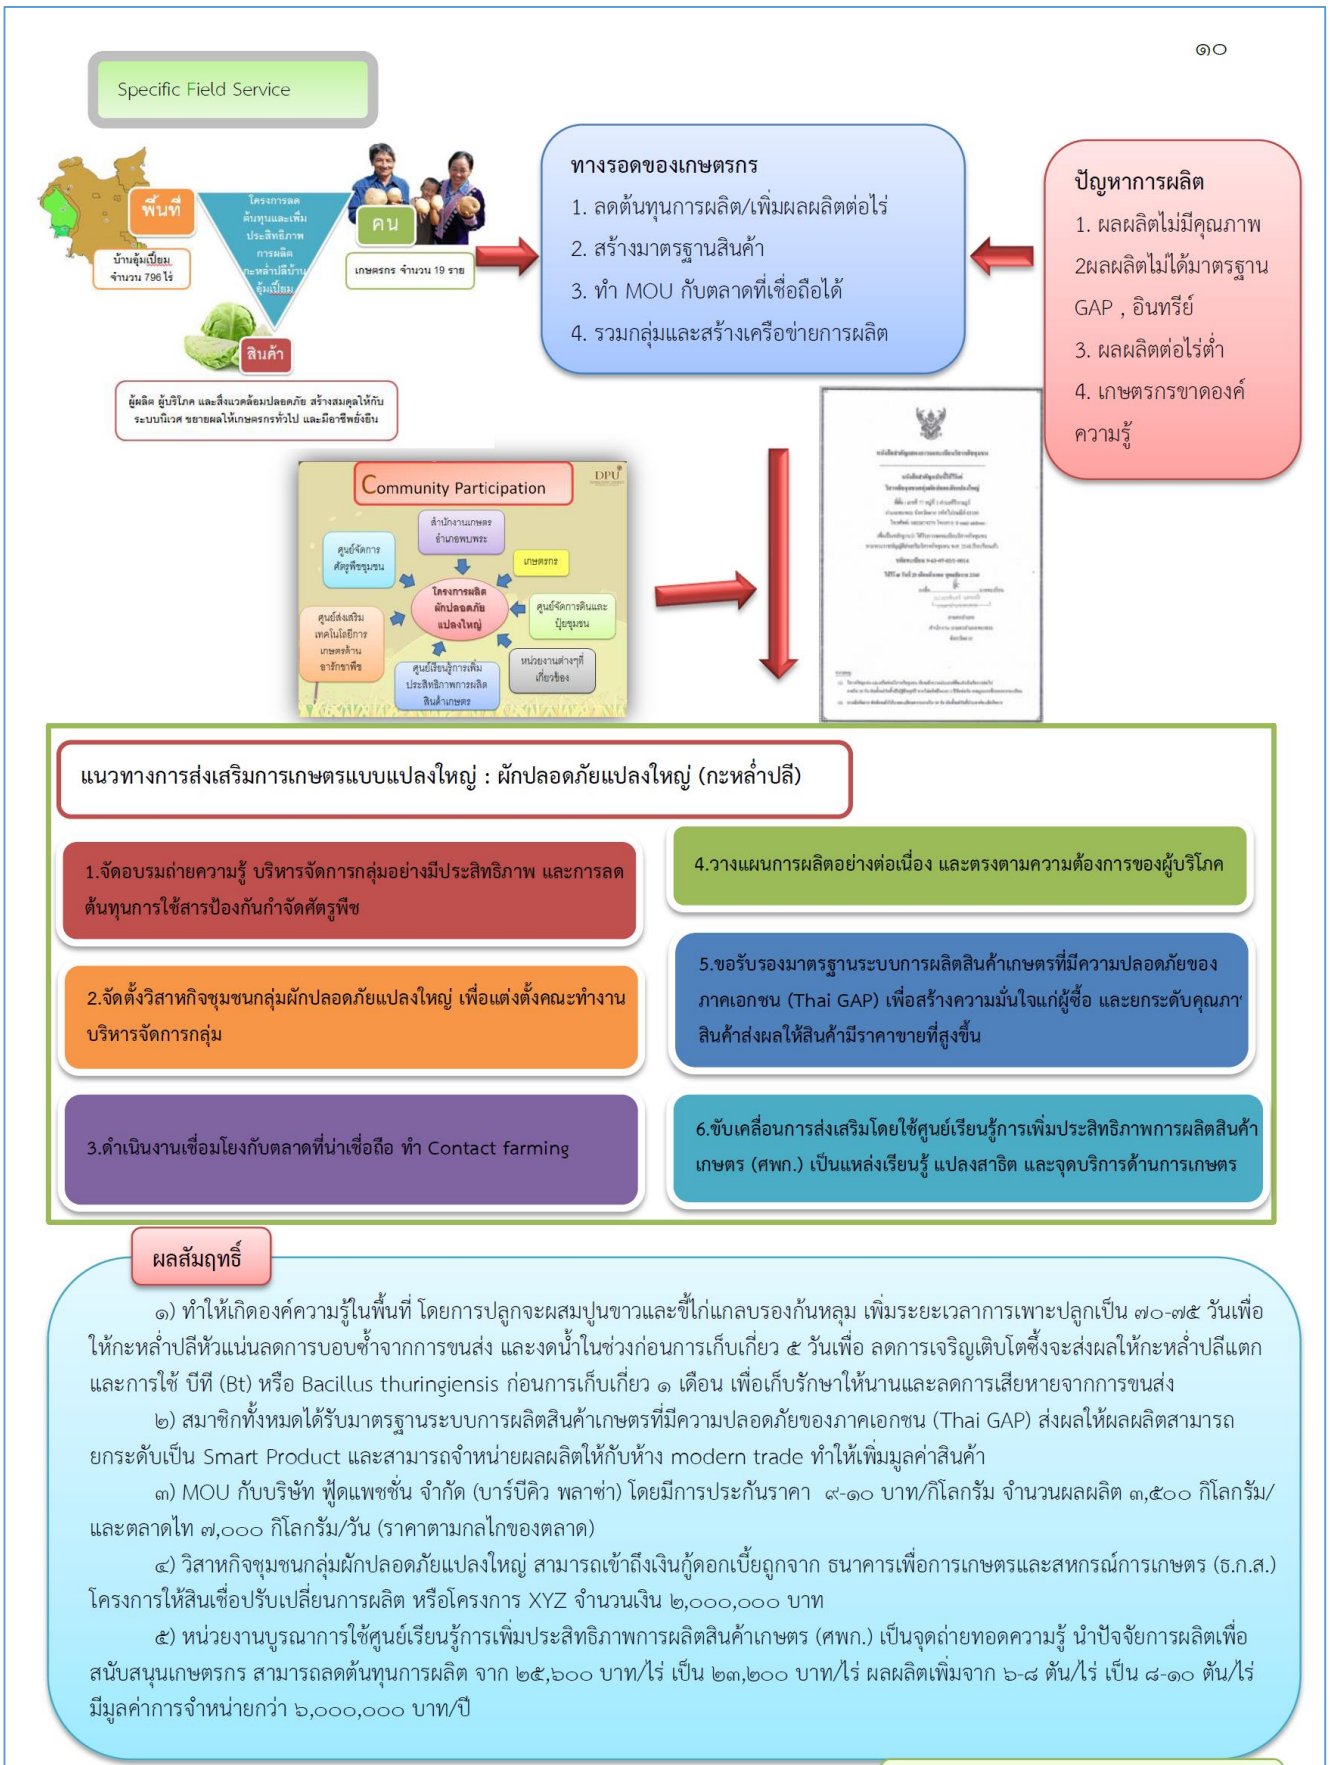 ๑๐
Specific Field Service
พื้นที่
โครงการลด
ต้นทุนและเพิ่ม
ประสิทธิภาพ
การผลิต
กะหล่ำปลีบ้าน
อุ้มเปี้ยม
คน
บ้านอุ้มเปี้ยม
จำนวน 796 ไร่
เกษตรกร จำนวน 19 ราย
สินค้า
ผู้ผลิต ผู้บริโภค และสิ่งแวดล้อมปลอดภัย สร้างสมดุลให้กับ
ระบบนิเวศ ขยายผลให้เกษตรกรทั่วไป และมีอาชีพยั่งยืน
ทางรอดของเกษตรกร
1. ลดต้นทุนการผลิต/เพิ่มผลผลิตต่อไร่
2. สร้างมาตรฐานสินค้า
3. ทำ MOU กับตลาดที่เชื่อถือได้
4. รวมกลุ่มและสร้างเครือข่ายการผลิต
ปัญหาการผลิต
1. ผลผลิตไม่มีคุณภาพ
2ผลผลิตไม่ได้มาตรฐาน
GAP , อินทรีย์
3. ผลผลิตต่อไร่ต่ำ
4. เกษตรกรขาดองค์
ความรู้
Community Participation
DPU
สำนักงานเกษตร
อำเภอพบพระ
ศูนย์จัดการ
ศัตรูพืชชุมชน
เกษตรกร
โครงการผลิต
ผักปลอดภัย
แปลงใหญ่
ศูนย์จัดการดินและ
ปุ๋ยชุมชน
ศูนย์ส่งเสริม
เทคโนโลยีการ
เกษตรด้าน
อารักขาพืช
หน่วยงานต่างๆที่
เกี่ยวข้อง
ศูนย์เรียนรู้การเพิ่ม
ประสิทธิภาพการผลิต
สินค้าเกษตร
หนังสือสำคัญแสดงการจดทะเบียนวิสาหกิจชุมชน
แนวทางการส่งเสริมการเกษตรแบบแปลงใหญ่ : ผักปลอดภัยแปลงใหญ่ (กะหล่ำปลี)
1.จัดอบรมถ่ายความรู้ บริหารจัดการกลุ่มอย่างมีประสิทธิภาพ และการลด
ต้นทุนการใช้สารป้องกันกำจัดศัตรูพืช
2.จัดตั้งวิสาหกิจชุมชนกลุ่มผักปลอดภัยแปลงใหญ่ เพื่อแต่งตั้งคณะทำงาน
บริหารจัดการกลุ่ม
3.ดำเนินงานเชื่อมโยงกับตลาดที่น่าเชื่อถือ ทำ Contact farming
4.วางแผนการผลิตอย่างต่อเนื่อง และตรงตามความต้องการของผู้บริโภค
5.ขอรับรองมาตรฐานระบบการผลิตสินค้าเกษตรที่มีความปลอดภัยของ
ภาคเอกชน (Thai GAP) เพื่อสร้างความมั่นใจแก่ผู้ซื้อ และยกระดับคุณภา
สินค้าส่งผลให้สินค้ามีราคาขายที่สูงขึ้น
6.ขับเคลื่อนการส่งเสริมโดยใช้ศูนย์เรียนรู้การเพิ่มประสิทธิภาพการผลิตสินค้า
เกษตร (ศพก.) เป็นแหล่งเรียนรู้ แปลงสาธิต และจุดบริการด้านการเกษตร
ผลสัมฤทธิ์
๑) ทำให้เกิดองค์ความรู้ในพื้นที่ โดยการปลูกจะผสมปูนขาวและขี้ไก่แกลบรองก้นหลุม เพิ่มระยะเวลาการเพาะปลูกเป็น ๗๐-๗๕ วันเพื่อ
ให้กะหล่ำปลีหัวแน่นลดการบอบช้ำจากการขนส่ง และงดน้ำในช่วงก่อนการเก็บเกี่ยว ๕ วันเพื่อ ลดการเจริญเติบโตซึ่งจะส่งผลให้กะหล่ำปลีแตก
และการใช้ บีที (Bt) หรือ Bacillus thuringiensis ก่อนการเก็บเกี่ยว ๑ เดือน เพื่อเก็บรักษาให้นานและลดการเสียหายจากการขนส่ง
๒) สมาชิกทั้งหมดได้รับมาตรฐานระบบการผลิตสินค้าเกษตรที่มีความปลอดภัยของภาคเอกชน (Thai GAP) ส่งผลให้ผลผลิตสามารถ
ยกระดับเป็น Smart Product และสามารถจำหน่ายผลผลิตให้กับห้าง modern trade ทำให้เพิ่มมูลค่าสินค้า
๓) MOU กับบริษัท ฟู้ดแพชชั่น จำกัด (บาร์บีคิว พลาซ่า) โดยมีการประกันราคา ๙-๑๐ บาท/กิโลกรัม จำนวนผลผลิต ๓,๕๐๐ กิโลกรัม/
และตลาดไท ๗,๐๐๐ กิโลกรัม/วัน (ราคาตามกลไกของตลาด)
๔) วิสาหกิจชุมชนกลุ่มผักปลอดภัยแปลงใหญ่ สามารถเข้าถึงเงินกู้ดอกเบี้ยถูกจาก ธนาคารเพื่อการเกษตรและสหกรณ์การเกษตร (ธ.ก.ส.)
โครงการให้สินเชื่อปรับเปลี่ยนการผลิต หรือโครงการ XYZ จำนวนเงิน ๒,๐๐๐,๐๐๐ บาท
๕) หน่วยงานบูรณาการใช้ศูนย์เรียนรู้การเพิ่มประสิทธิภาพการผลิตสินค้าเกษตร (ศพก.) เป็นจุดถ่ายทอดความรู้ นำปัจจัยการผลิตเพื่อ
สนับสนุนเกษตรกร สามารถลดต้นทุนการผลิต จาก ๒๕,๖๐๐ บาท/ไร่ เป็น ๒๓,๒๐๐ บาท/ไร่ ผลผลิตเพิ่มจาก ๖-๘ ตัน/ไร่ เป็น ๘-๑๐ ตัน/ไร่
มีมูลค่าการจำหน่ายกว่า ๖,๐๐๐,๐๐๐ บาท/ปี